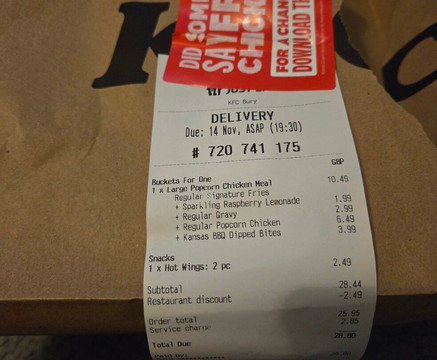 DID SOME
SAY
CHICK
FOR A CHAN
DOWNLOAD T
KFC Bury
DELIVERY
Due: 14 Nov, ASAP (19:30)
# 720 741 175
GBP
Buckets For One
1 x Large Popcorn Chicken Meal 10.49
Regular Signature Fries
+ Sparkling Raspberry Lemonade 1.99
+ Regular Gravy 2.99
+ Regular Popcorn Chicken 6.49
+ Kansas BBQ Dipped Bites 3.99
Snacks
1 x Hot Wings: 2 pc 2.49
Subtotal 28.44
Restaurant discount -2.49
Order total 25.95
Service charge 2.85
Total Due 28.80